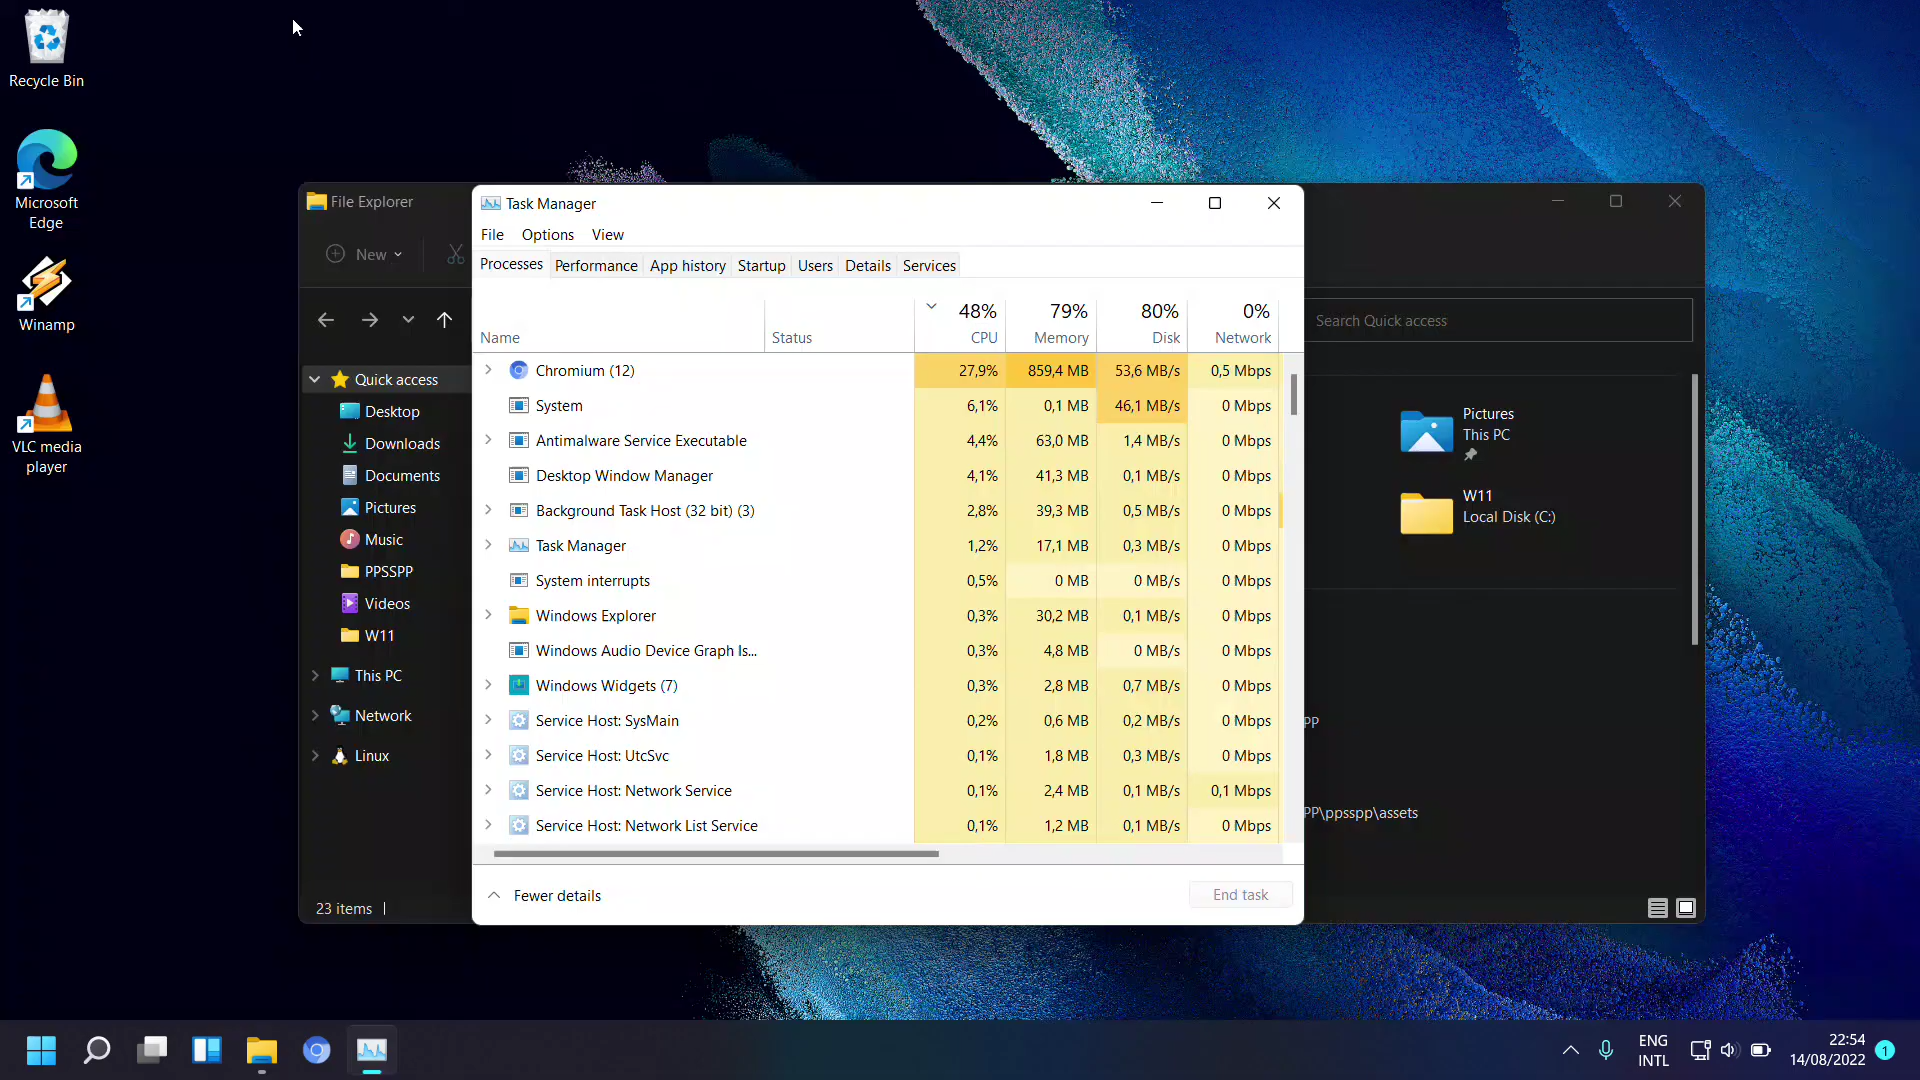 Recycle Bin
Microsoft
Edge
Winamp
VLC media
player
File Explorer
New
Search Quick access
Quick access
Desktop
Downloads
Documents
Pictures
Music
PPSSPP
Videos
W11
This PC
Network
Linux
23 items
Task Manager
File Options View
Processes Performance App history Startup Users Details Services
48% 79% 80% 0%
Name Status CPU Memory Disk Network
Chromium (12) 27,9% 859,4 MB 53,6 MB/s 0,5 Mbps
System 6,1% 0,1 MB 46,1 MB/s 0 Mbps
Antimalware Service Executable 4,4% 63,0 MB 1,4 MB/s 0 Mbps
Desktop Window Manager 4,1% 41,3 MB 0,1 MB/s 0 Mbps
Background Task Host (32 bit) (3) 2,8% 39,3 MB 0,5 MB/s 0 Mbps
Task Manager 1,2% 17,1 MB 0,3 MB/s 0 Mbps
System interrupts 0,5% 0 MB 0 MB/s 0 Mbps
Windows Explorer 0,3% 30,2 MB 0,1 MB/s 0 Mbps
Windows Audio Device Graph Is... 0,3% 4,8 MB 0 MB/s 0 Mbps
Windows Widgets (7) 0,3% 2,8 MB 0,7 MB/s 0 Mbps
Service Host: SysMain 0,2% 0,6 MB 0,2 MB/s 0 Mbps
Service Host: UtcSvc 0,1% 1,8 MB 0,3 MB/s 0 Mbps
Service Host: Network Service 0,1% 2,4 MB 0,1 MB/s 0,1 Mbps
Service Host: Network List Service 0,1% 1,2 MB 0,1 MB/s 0 Mbps
Fewer details
End task
Pictures
This PC
W11
Local Disk (C:)
PP
PP\ppsspp\assets
ENG
INTL
22:54
14/08/2022
1